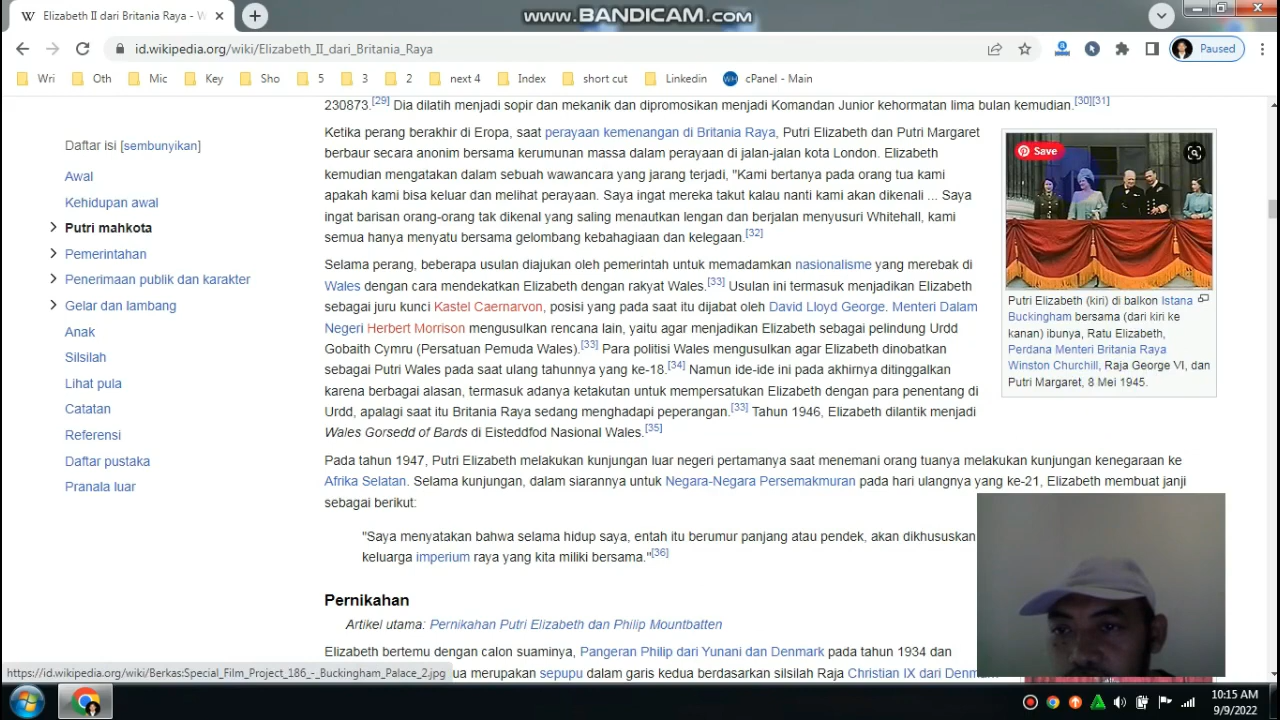 Elizabeth II dari Britania Raya - W
www.BANDICAM.com
id.wikipedia.org/wiki/Elizabeth_II_dari_Britania_Raya
Paused
Wri
Oth
Mic
Key
Sho
5
3
2
next 4
Index
short cut
Linkedin
cPanel - Main
Daftar isi [sembunyikan]
Awal
Kehidupan awal
Putri mahkota
Pemerintahan
Penerimaan publik dan karakter
Gelar dan lambang
Anak
Silsilah
Lihat pula
Catatan
Referensi
Daftar pustaka
Pranala luar
230873.[29] Dia dilatih menjadi sopir dan mekanik dan dipromosikan menjadi Komandan Junior kehormatan lima bulan kemudian.[30][31]
Ketika perang berakhir di Eropa, saat perayaan kemenangan di Britania Raya, Putri Elizabeth dan Putri Margaret
berbaur secara anonim bersama kerumunan massa dalam perayaan di jalan-jalan kota London. Elizabeth
kemudian mengatakan dalam sebuah wawancara yang jarang terjadi, "Kami bertanya pada orang tua kami
apakah kami bisa keluar dan melihat perayaan. Saya ingat mereka takut kalau nanti kami akan dikenali ... Saya
ingat barisan orang-orang tak dikenal yang saling menautkan lengan dan berjalan menyusuri Whitehall, kami
semua hanya menyatu bersama gelombang kebahagiaan dan kelegaan.[32]
Selama perang, beberapa usulan diajukan oleh pemerintah untuk memadamkan nasionalisme yang merebak di
Wales dengan cara mendekatkan Elizabeth dengan rakyat Wales.[33] Usulan ini termasuk menjadikan Elizabeth
sebagai juru kunci Kastel Caernarvon, posisi yang pada saat itu dijabat oleh David Lloyd George. Menteri Dalam
Negeri Herbert Morrison mengusulkan rencana lain, yaitu agar menjadikan Elizabeth sebagai pelindung Urdd
Gobaith Cymru (Persatuan Pemuda Wales).[33] Para politisi Wales mengusulkan agar Elizabeth dinobatkan
sebagai Putri Wales pada saat ulang tahunnya yang ke-18.[34] Namun ide-ide ini pada akhirnya ditinggalkan
karena berbagai alasan, termasuk adanya ketakutan untuk mempersatukan Elizabeth dengan para penentang di
Urdd, apalagi saat itu Britania Raya sedang menghadapi peperangan.[33] Tahun 1946, Elizabeth dilantik menjadi
Wales Gorsedd of Bards di Eisteddfod Nasional Wales.[35]
Save
Putri Elizabeth (kiri) di balkon Istana
Buckingham bersama (dari kiri ke
kanan) ibunya, Ratu Elizabeth,
Perdana Menteri Britania Raya
Winston Churchill, Raja George VI, dan
Putri Margaret, 8 Mei 1945.
Pada tahun 1947, Putri Elizabeth melakukan kunjungan luar negeri pertamanya saat menemani orang tuanya melakukan kunjungan kenegaraan ke
Afrika Selatan. Selama kunjungan, dalam siarannya untuk Negara-Negara Persemakmuran pada hari ulangnya yang ke-21, Elizabeth membuat janji
sebagai berikut:
"Saya menyatakan bahwa selama hidup saya, entah itu berumur panjang atau pendek, akan dikhususkan
keluarga imperium raya yang kita miliki bersama."[36]
Pernikahan
Artikel utama: Pernikahan Putri Elizabeth dan Philip Mountbatten
Elizabeth bertemu dengan calon suaminya, Pangeran Philip dari Yunani dan Denmark pada tahun 1934 dan
ua merupakan sepupu dalam garis kedua berdasarkan silsilah Raja Christian IX dari Denm
https://id.wikipedia.org/wiki/Berkas:Special_Film_Project_186_-_Buckingham_Palace_2.jpg
10:15 AM
9/9/2022